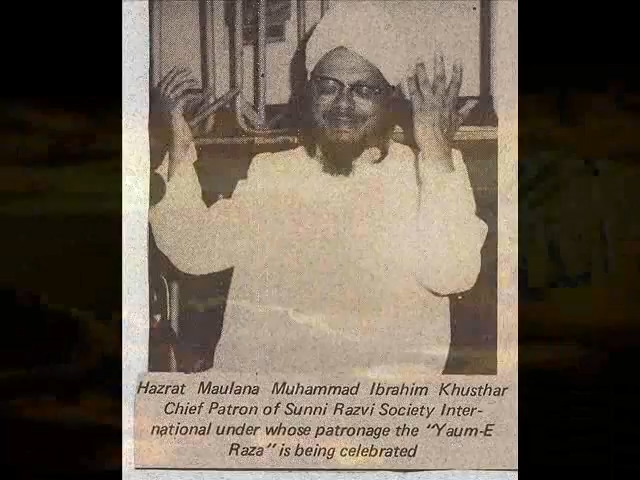 Hazrat Maulana Muhammad Ibrahim Khusthar
Chief Patron of Sunni Razvi Society Inter-
national under whose patronage the "Yaum-E
Raza" is being celebrated